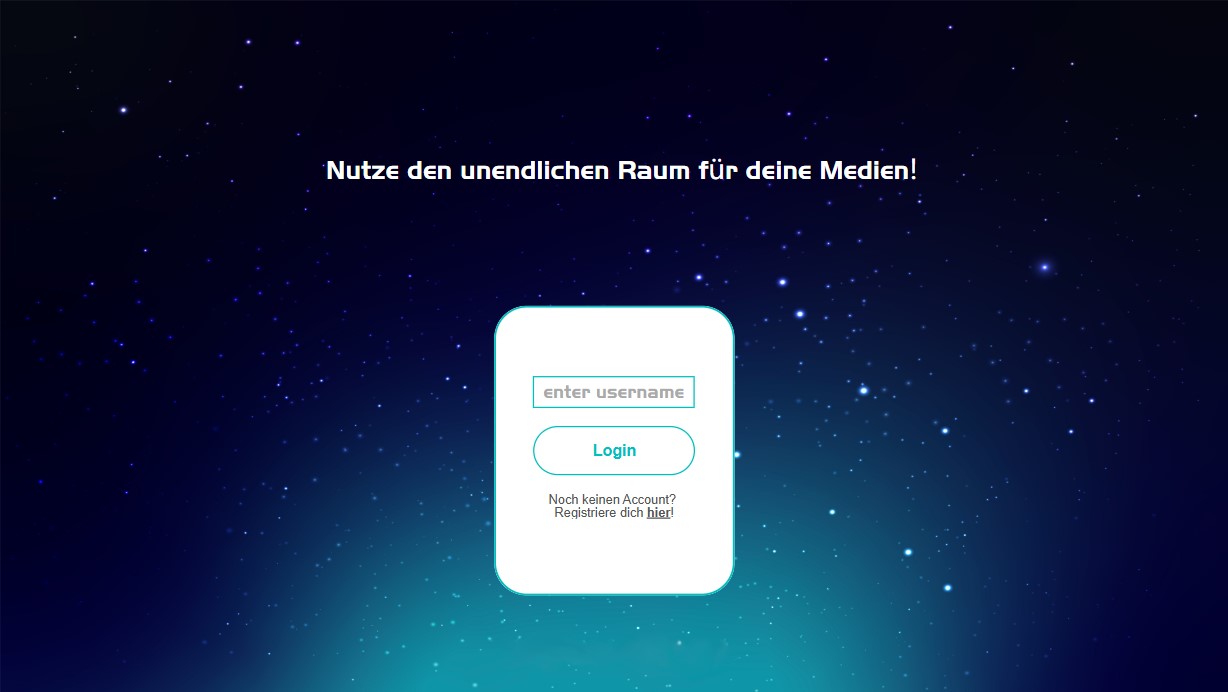 Nutze den unendlichen Raum für deine Medien!
enter username
Login
Noch keinen Account?
Registriere dich hier!